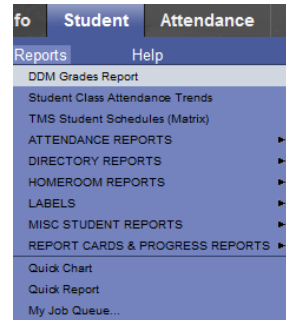 fo Student Attendance
Reports Help
DDM Grades Report
Student Class Attendance Trends
TMS Student Schedules (Matrix)
ATTENDANCE REPORTS
DIRECTORY REPORTS
HOMEROOM REPORTS
LABELS
MISC STUDENT REPORTS
REPORT CARDS & PROGRESS REPORTS
Quick Chart
Quick Report
My Job Queue...